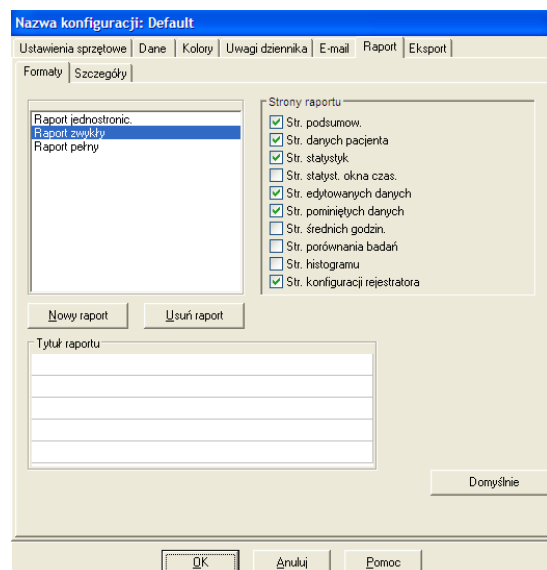 Nazwa konfiguracji: Default
Ustawienia sprzętowe Dane Kolory Uwagi dziennika E-mail Raport Eksport
Formaty Szczegóły
Raport jednostronic.
Raport zwykły
Raport pełny
Strony raportu
Str. podsumow.
Str. danych pacjenta
Str. statystyk
Str. statyst. okna czas.
Str. edytowanych danych
Str. pominiętych danych
Str. średnich godzin.
Str. porównania badań
Str. histogramu
Str. konfiguracji rejestratora
Nowy raport Usuń raport
Tytuł raportu
Domyślnie
OK Anuluj Pomoc